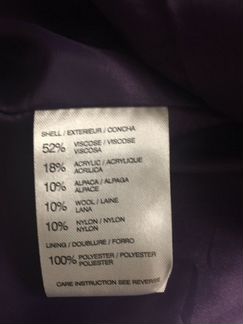 SHELL / EXTERIEUR / CONCHA
52% VISCOSE / VISCOSE
VISCOSA
18% ACRYLIC / ACRYLIQUE
ACRILICA
10% ALPACA / ALPAGA
ALPACE
10% WOOL / LAINE
LANA
10% NYLON / NYLON
NYLON
LINING / DOUBLURE / FORRO
100% POLYESTER / POLYESTER
POLIESTER
CARE INSTRUCTION SEE REVERSE